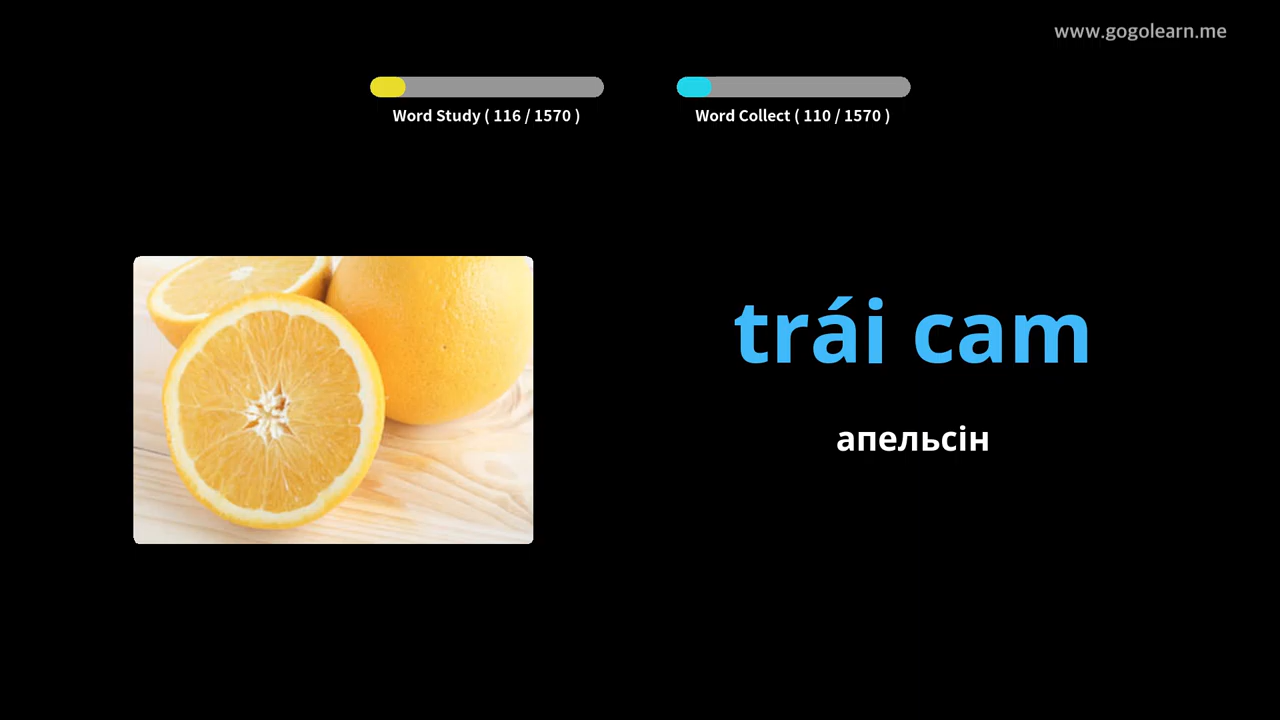 www.gogolearn.me
Word Study ( 116 / 1570 )
Word Collect ( 110 / 1570 )
trái cam
апельсін